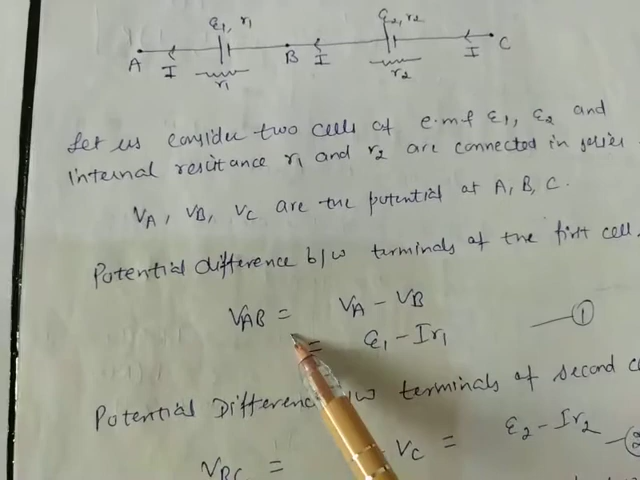 ε1, r1 ε2, r2
A I B I I C
r1 r2
Let us consider two cells of e.m.f ε1, ε2 and
internal resistance r1 and r2 are connected in series
VA, VB, VC are the potential at A, B, C.
Potential difference b/w terminals of the first cell.
VAB = VA - VB
= ε1 - Ir1 ①
Potential Differenc b/w terminals of second c
VBC = - VC = ε2 - Ir2 ②